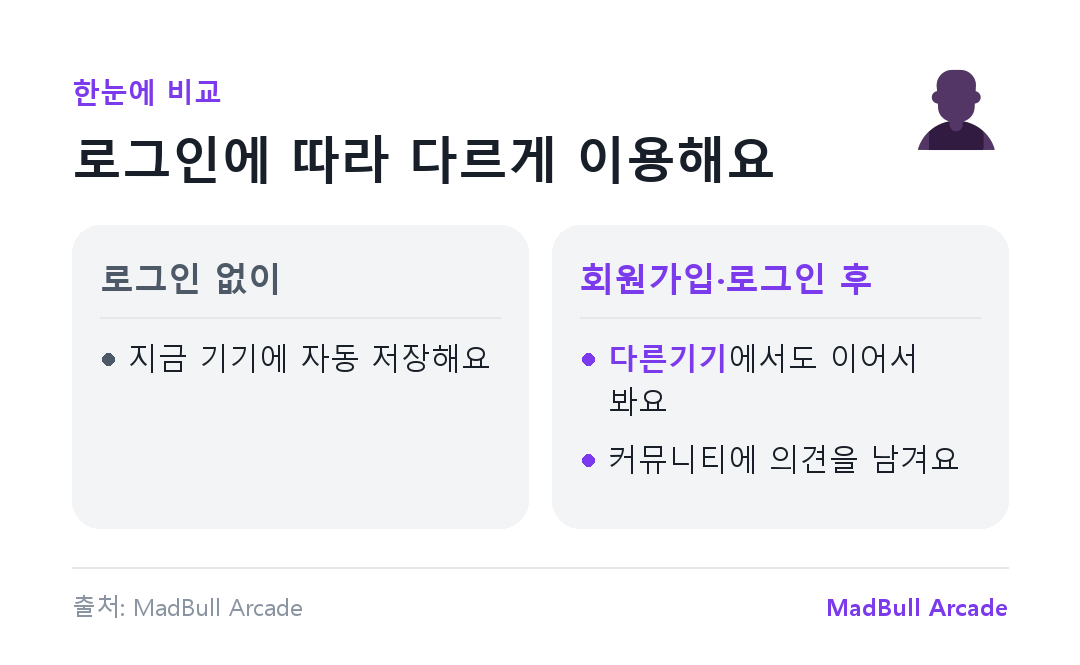 한눈에 비교
로그인에 따라 다르게 이용해요
로그인 없이
지금 기기에 자동 저장해요
회원가입·로그인 후
다른기기에서도 이어서
봐요
커뮤니티에 의견을 남겨요
출처: MadBull Arcade
MadBull Arcade